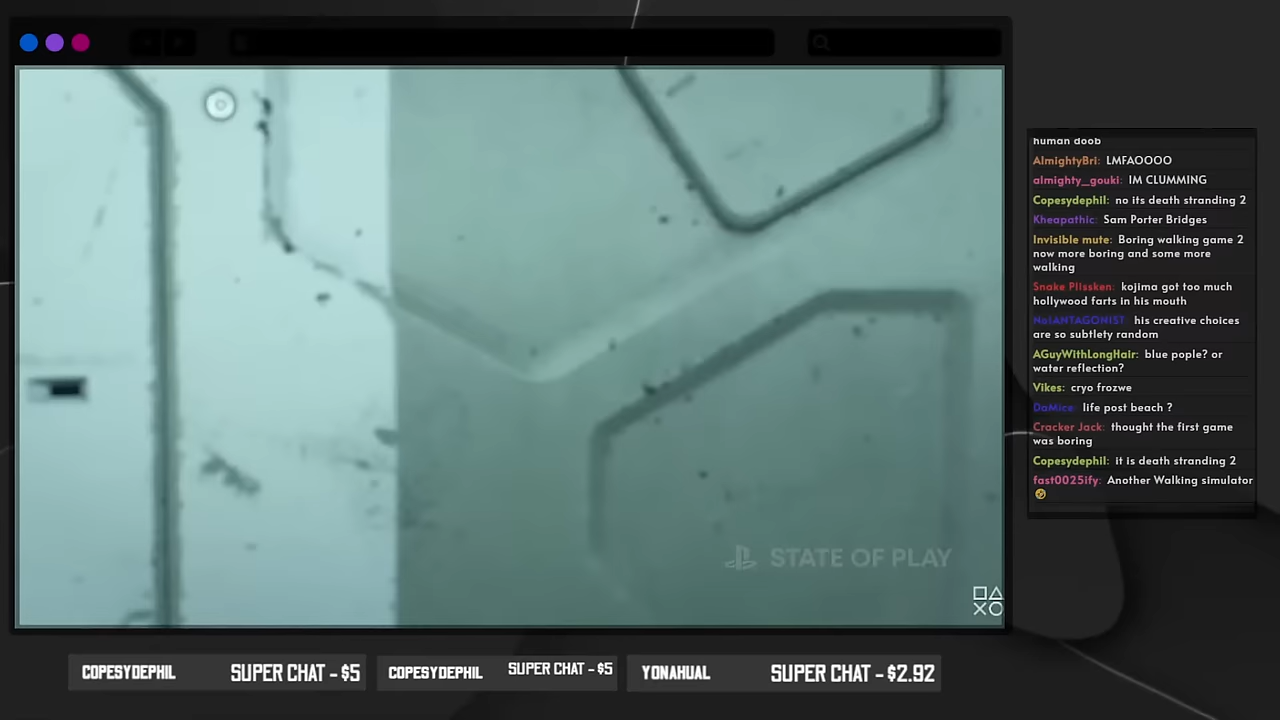 human doob
AlmightyBri: LMFAOOOO
almighty_gouki: IM CLUMMING
Copesydephil: no its death stranding 2
Kheapathic: Sam Porter Bridges
Invisible mute: Boring walking game 2
now more boring and some more
walking
Snake Plissken: kojima got too much
hollywood farts in his mouth
NoIANTAGONIST his creative choices
are so subtlety random
AGuyWithLongHair: blue pople? or
water reflection?
Vikes: cryo frozwe
DaMice: life post beach ?
Cracker Jack: thought the first game
was boring
Copesydephil: it is death stranding 2
fast0025ify: Another Walking simulator
🤣
STATE OF PLAY
COPESYDEPHIL SUPER CHAT - $5
COPESYDEPHIL SUPER CHAT - $5
YONAHUAL SUPER CHAT - $2.92